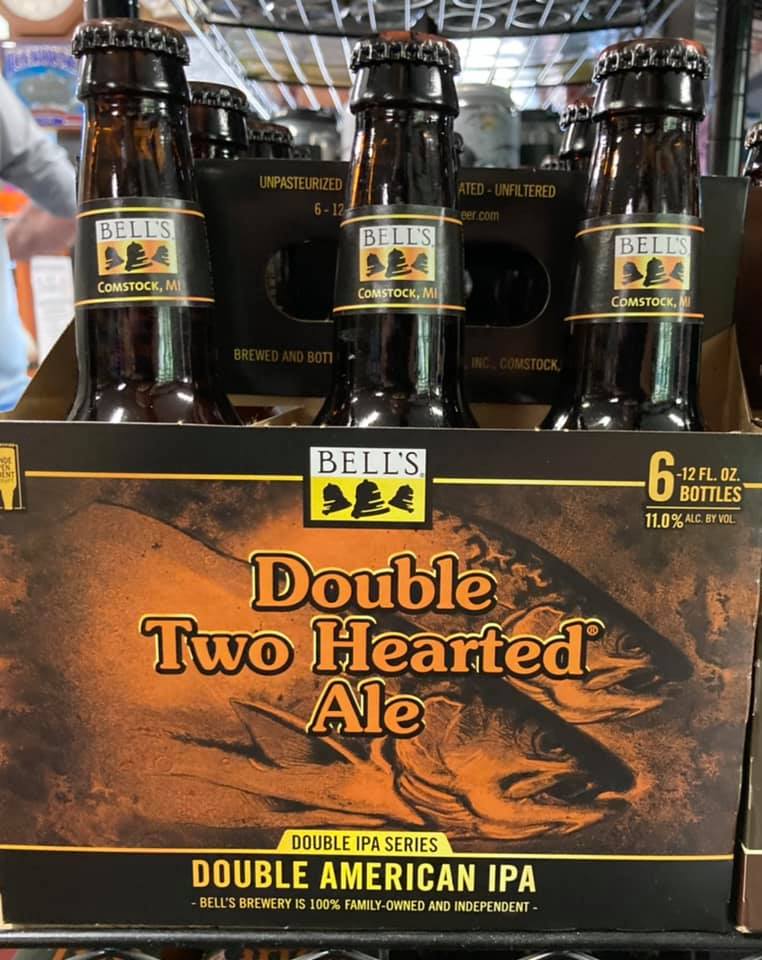 UNPASTEURIZED
ATED - UNFILTERED
6 - 12
eer.com
BELL'S
COMSTOCK, MI
BELL'S
COMSTOCK, MI
BELL'S
COMSTOCK, M
BREWED AND BOTT
INC., COMSTOCK,
BELL'S®
6-12 FL. OZ.
BOTTLES
11.0% ALC. BY VOL.
Double
Two Hearted®
Ale
DOUBLE IPA SERIES
DOUBLE AMERICAN IPA
- BELL'S BREWERY IS 100% FAMILY-OWNED AND INDEPENDENT -